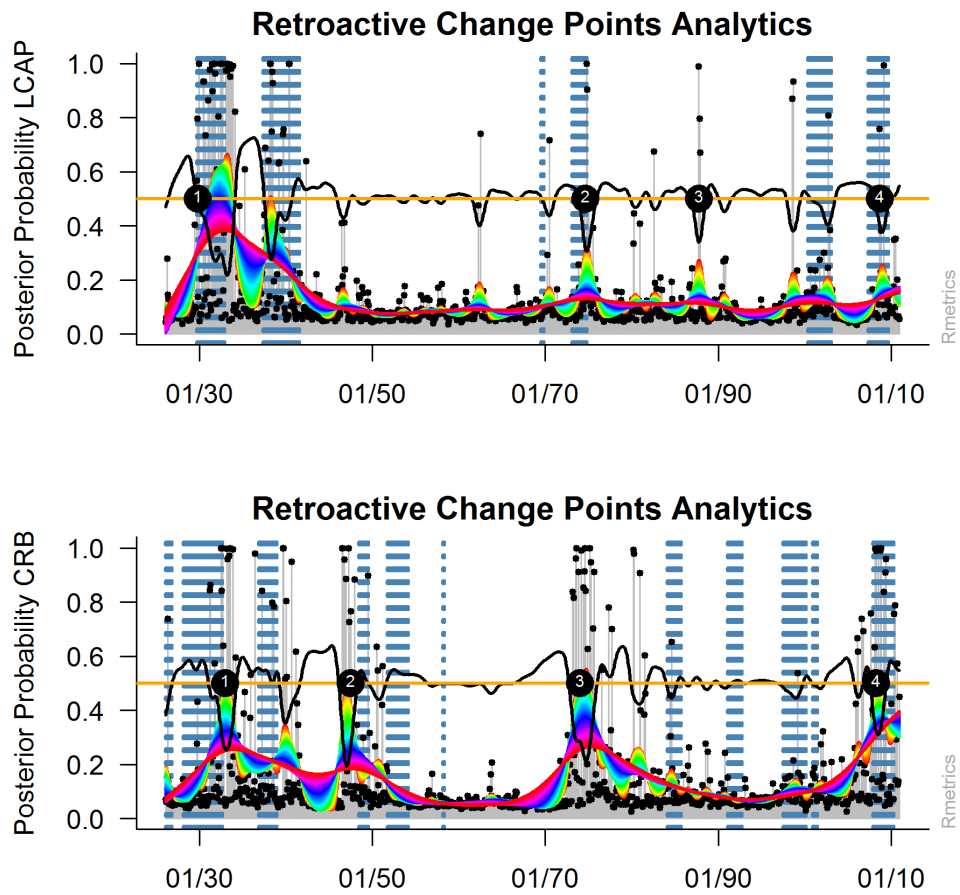 Retroactive Change Points Analytics
Posterior Probability LCAP
1.0
0.8
0.6
0.4
0.2
0.0
1
2
3
4
Rmetrics
01/30 01/50 01/70 01/90 01/10
Retroactive Change Points Analytics
Posterior Probability CRB
1.0
0.8
0.6
0.4
0.2
0.0
1
2
3
4
Rmetrics
01/30 01/50 01/70 01/90 01/10